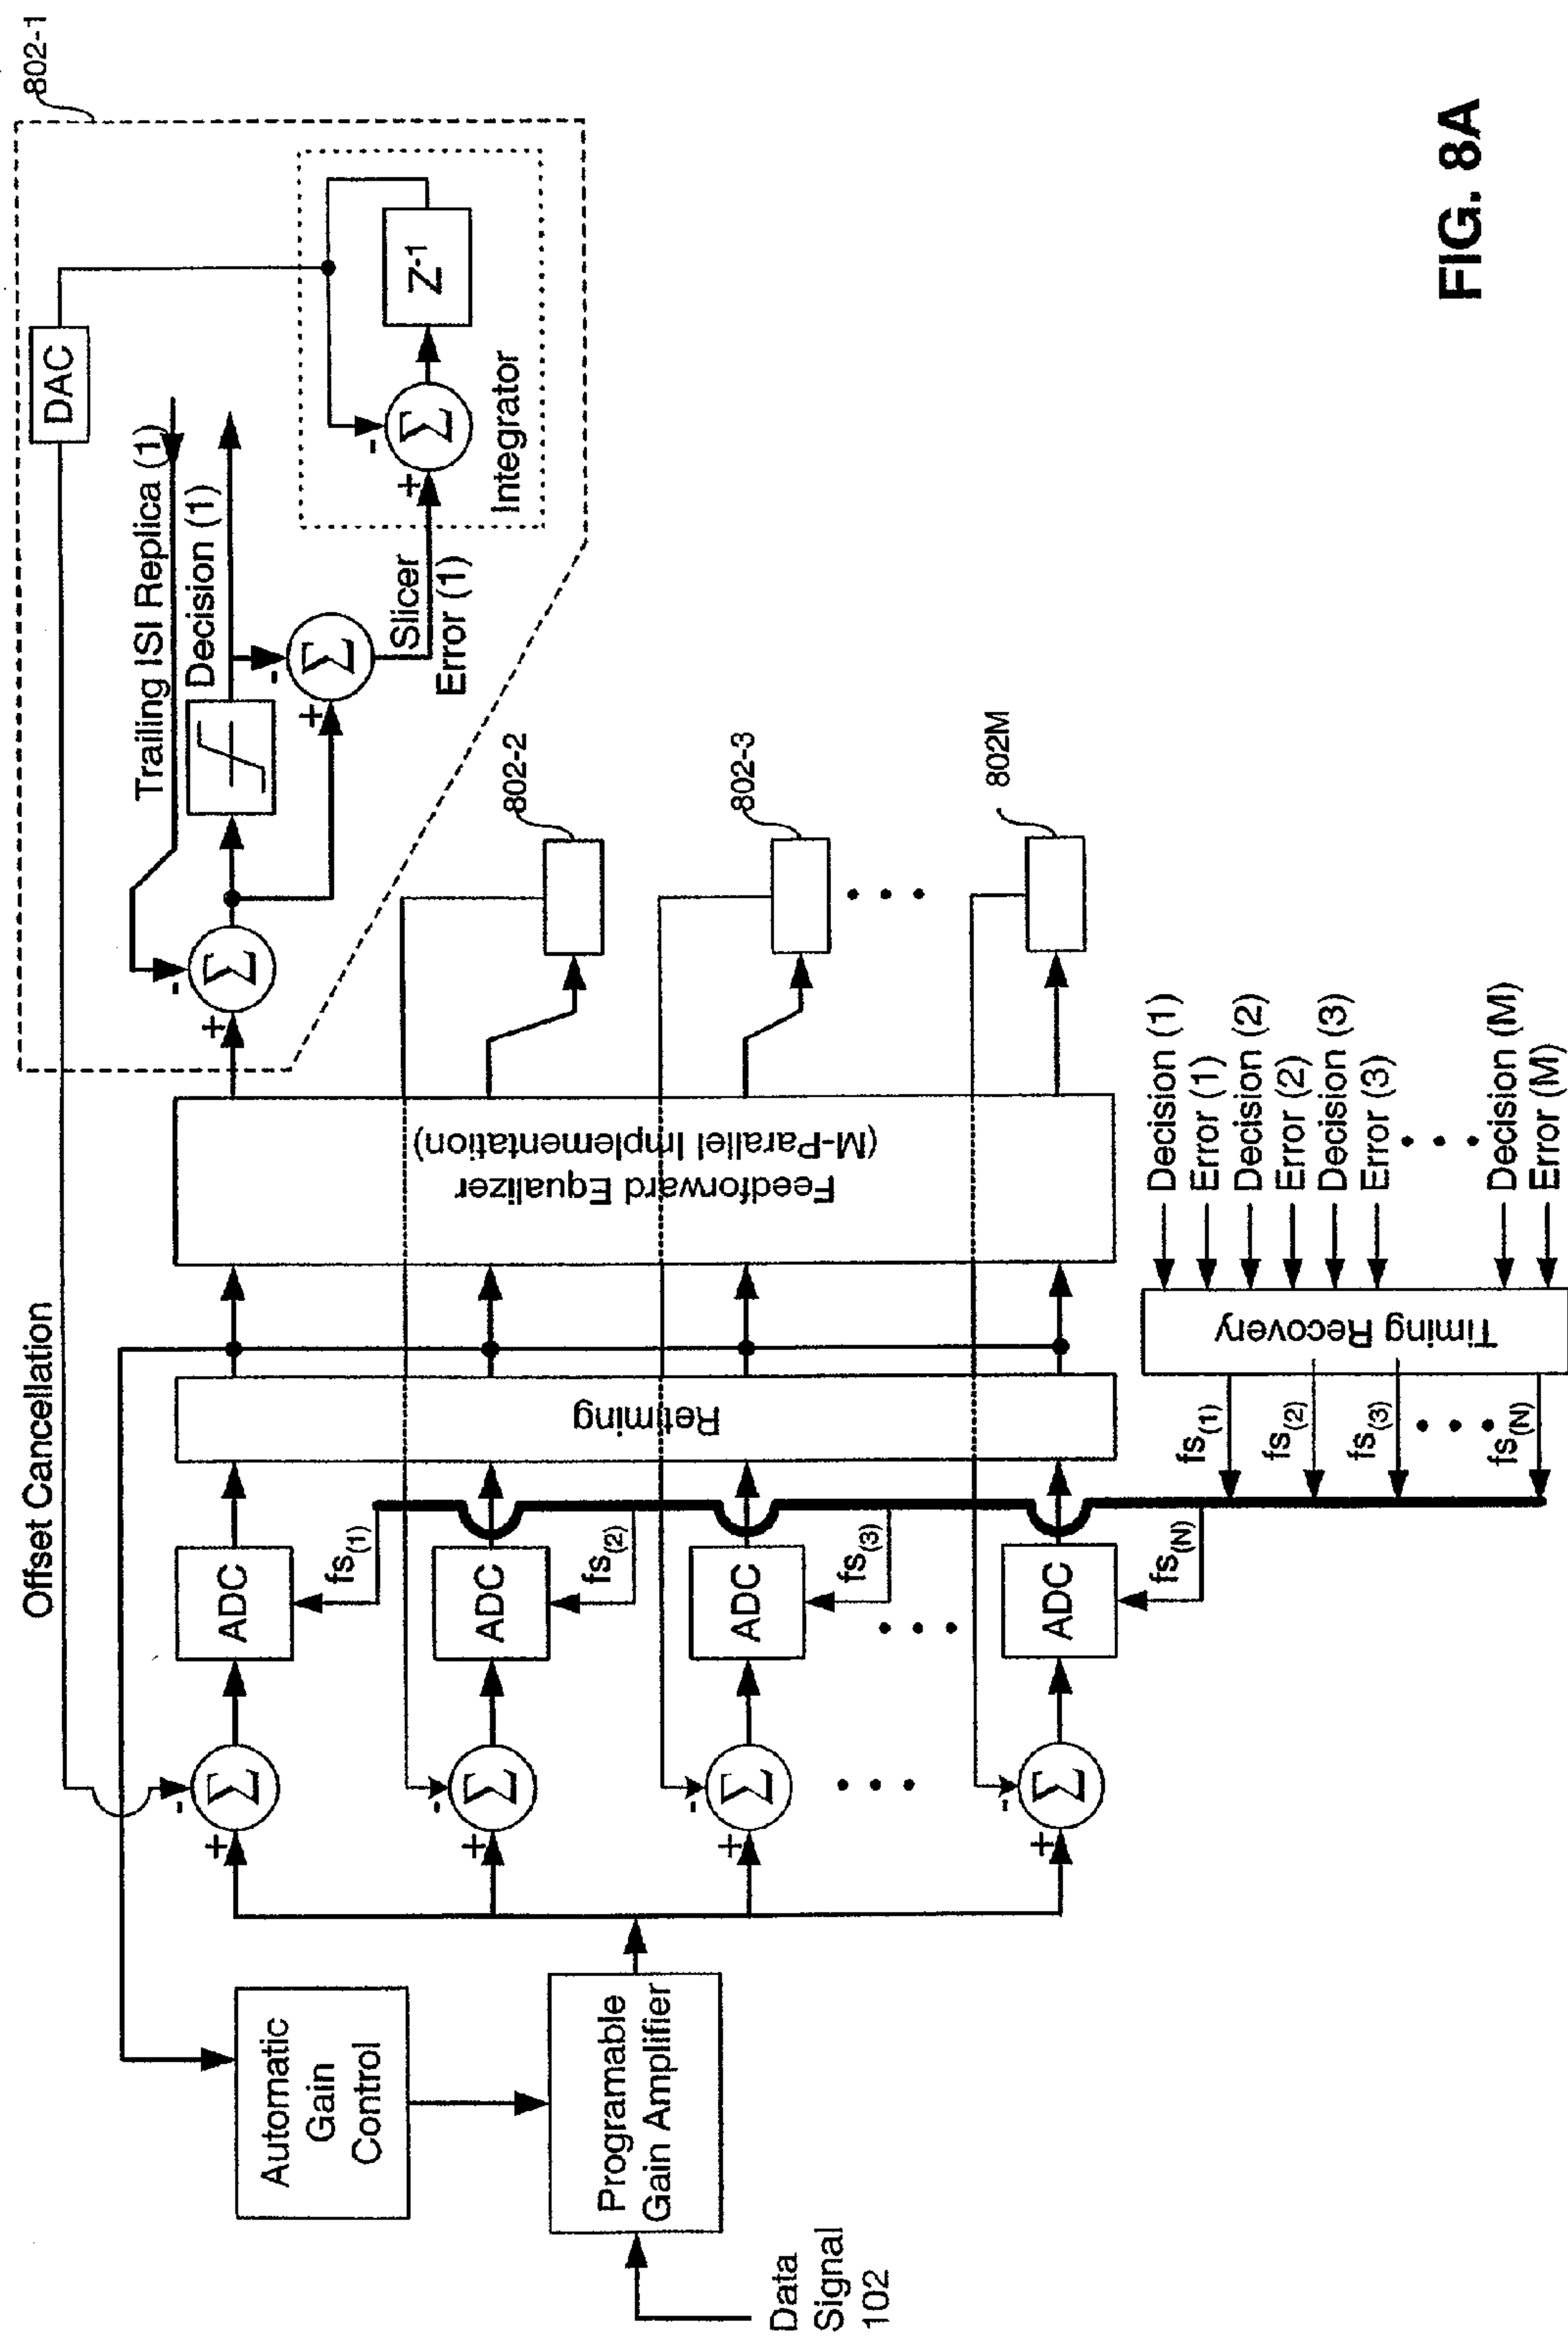 Offset Cancellation
802-1
DAC
Trailing ISI Replica (1)
Decision (1)
-
+
Σ
-
+
Σ
Slicer
Error (1)
-
+
Σ
Z-1
Integrator
802-2
802-3
802M
Automatic
Gain
Control
Programable
Gain Amplifier
Data
Signal
102
-
+
Σ
ADC
fs(1)
-
+
Σ
ADC
fs(2)
-
+
Σ
ADC
fs(3)
-
+
Σ
ADC
fs(N)
Retiming
Feedforward Equalizer
(M-Parallel Implementation)
Timing Recovery
fs(1)
fs(2)
fs(3)
fs(N)
Decision (1)
Error (1)
Decision (2)
Error (2)
Decision (3)
Error (3)
Decision (M)
Error (M)
FIG. 8A